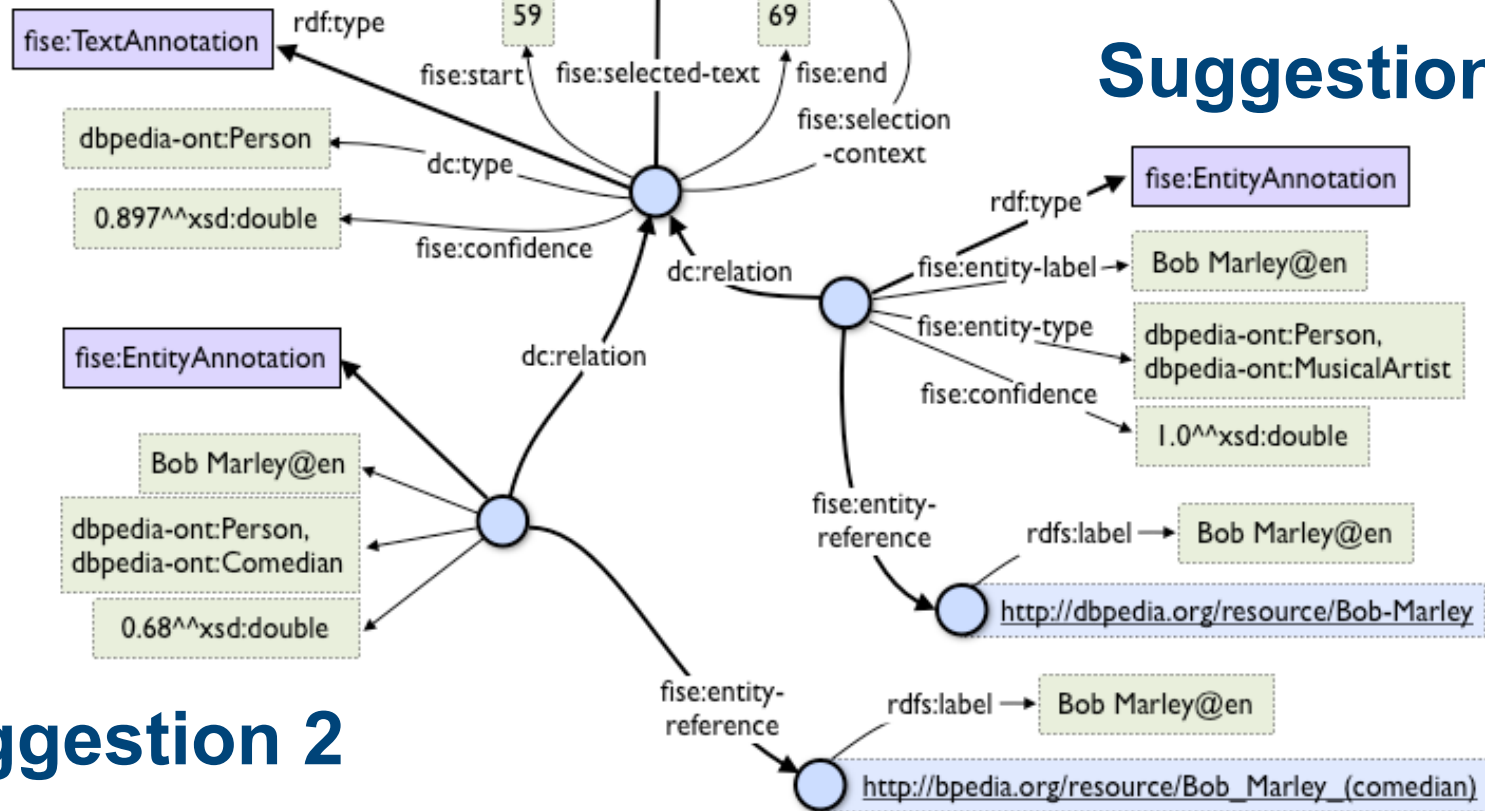 59
69
rdf:type
fise:TextAnnotation
fise:start
fise:selected-text
fise:end
Suggestion
fise:selection
-context
dbpedia-ont:Person
dc:type
fise:EntityAnnotation
rdf:type
0.897^^xsd:double
fise:confidence
dc:relation
fise:entity-label
Bob Marley@en
fise:entity-type
dbpedia-ont:Person,
dbpedia-ont:MusicalArtist
fise:confidence
1.0^^xsd:double
fise:EntityAnnotation
dc:relation
Bob Marley@en
dbpedia-ont:Person,
dbpedia-ont:Comedian
0.68^^xsd:double
fise:entity-
reference
rdfs:label
Bob Marley@en
http://dbpedia.org/resource/Bob-Marley
fise:entity-
reference
rdfs:label
Bob Marley@en
http://bpedia.org/resource/Bob_Marley_(comedian)
ggestion 2